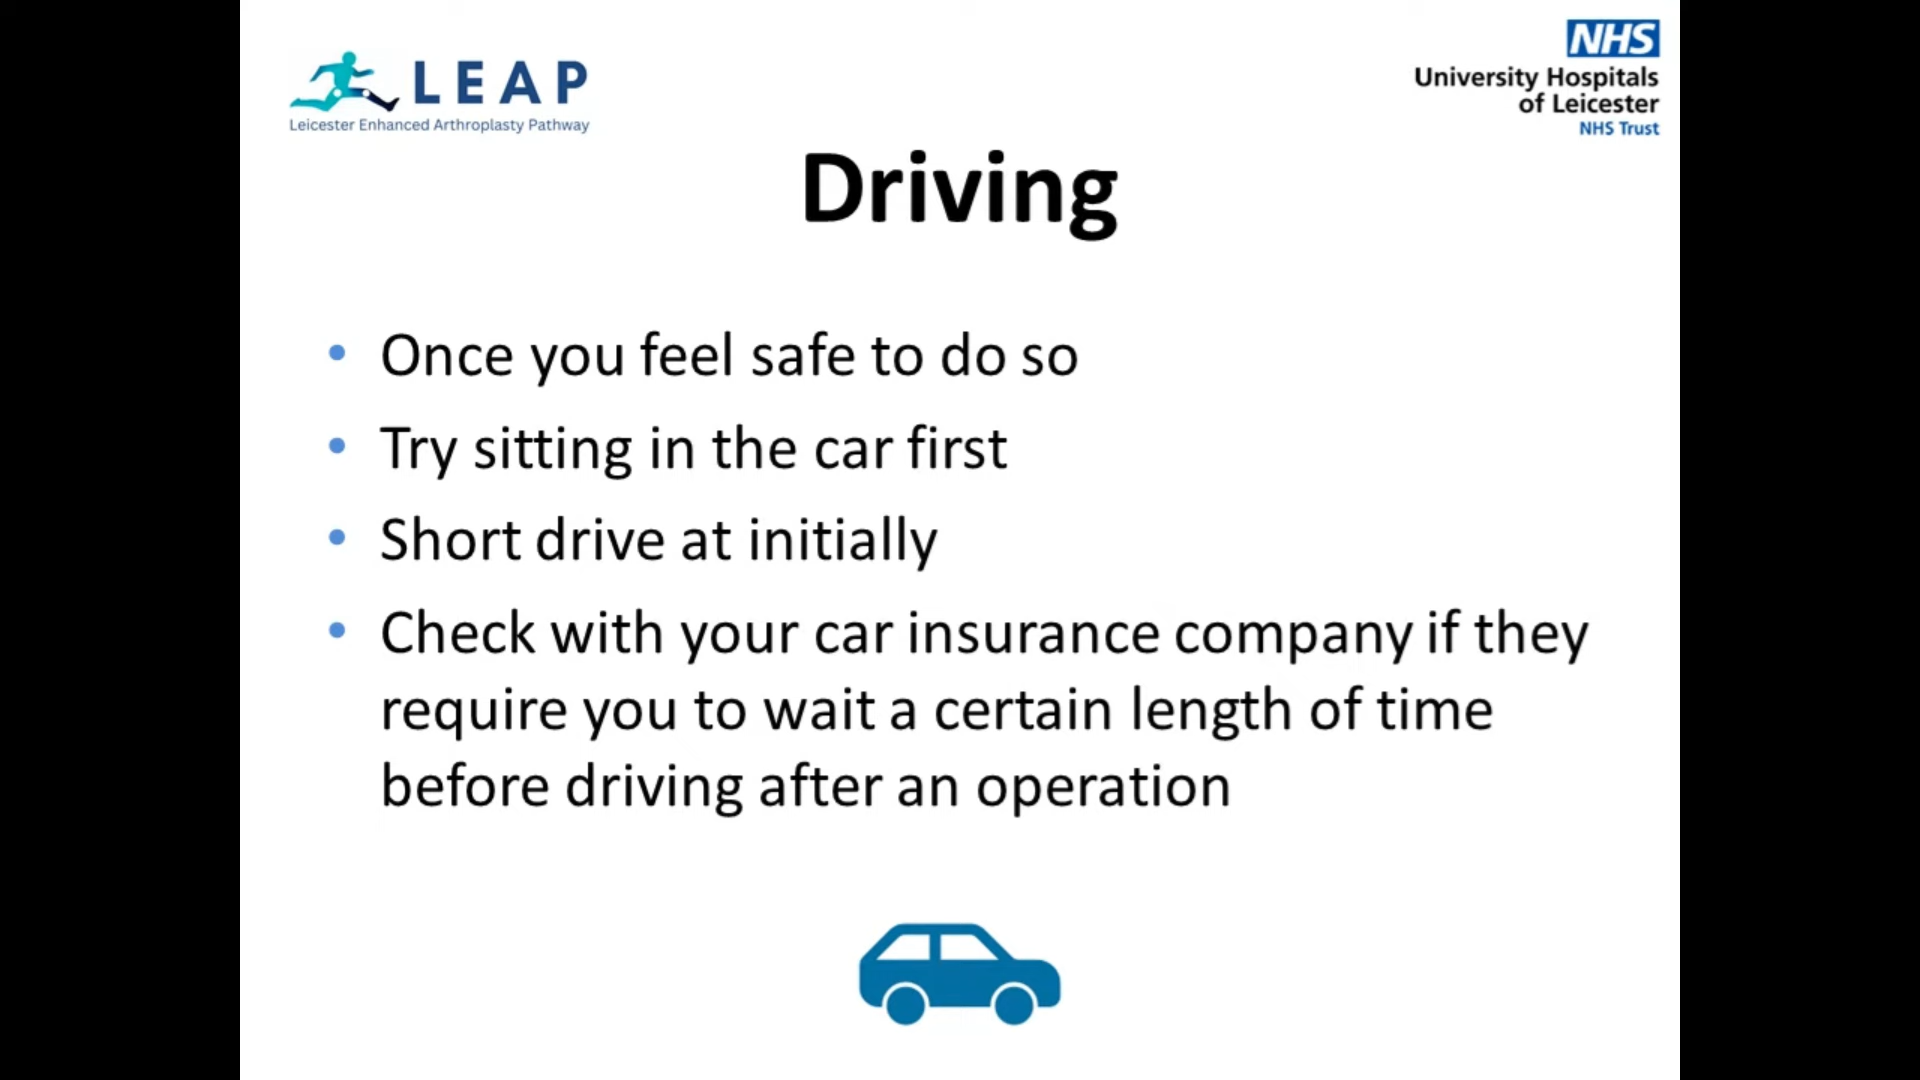 LEAP
Leicester Enhanced Arthroplasty Pathway
NHS
University Hospitals
of Leicester
NHS Trust
Driving
• Once you feel safe to do so
• Try sitting in the car first
• Short drive at initially
• Check with your car insurance company if they
require you to wait a certain length of time
before driving after an operation